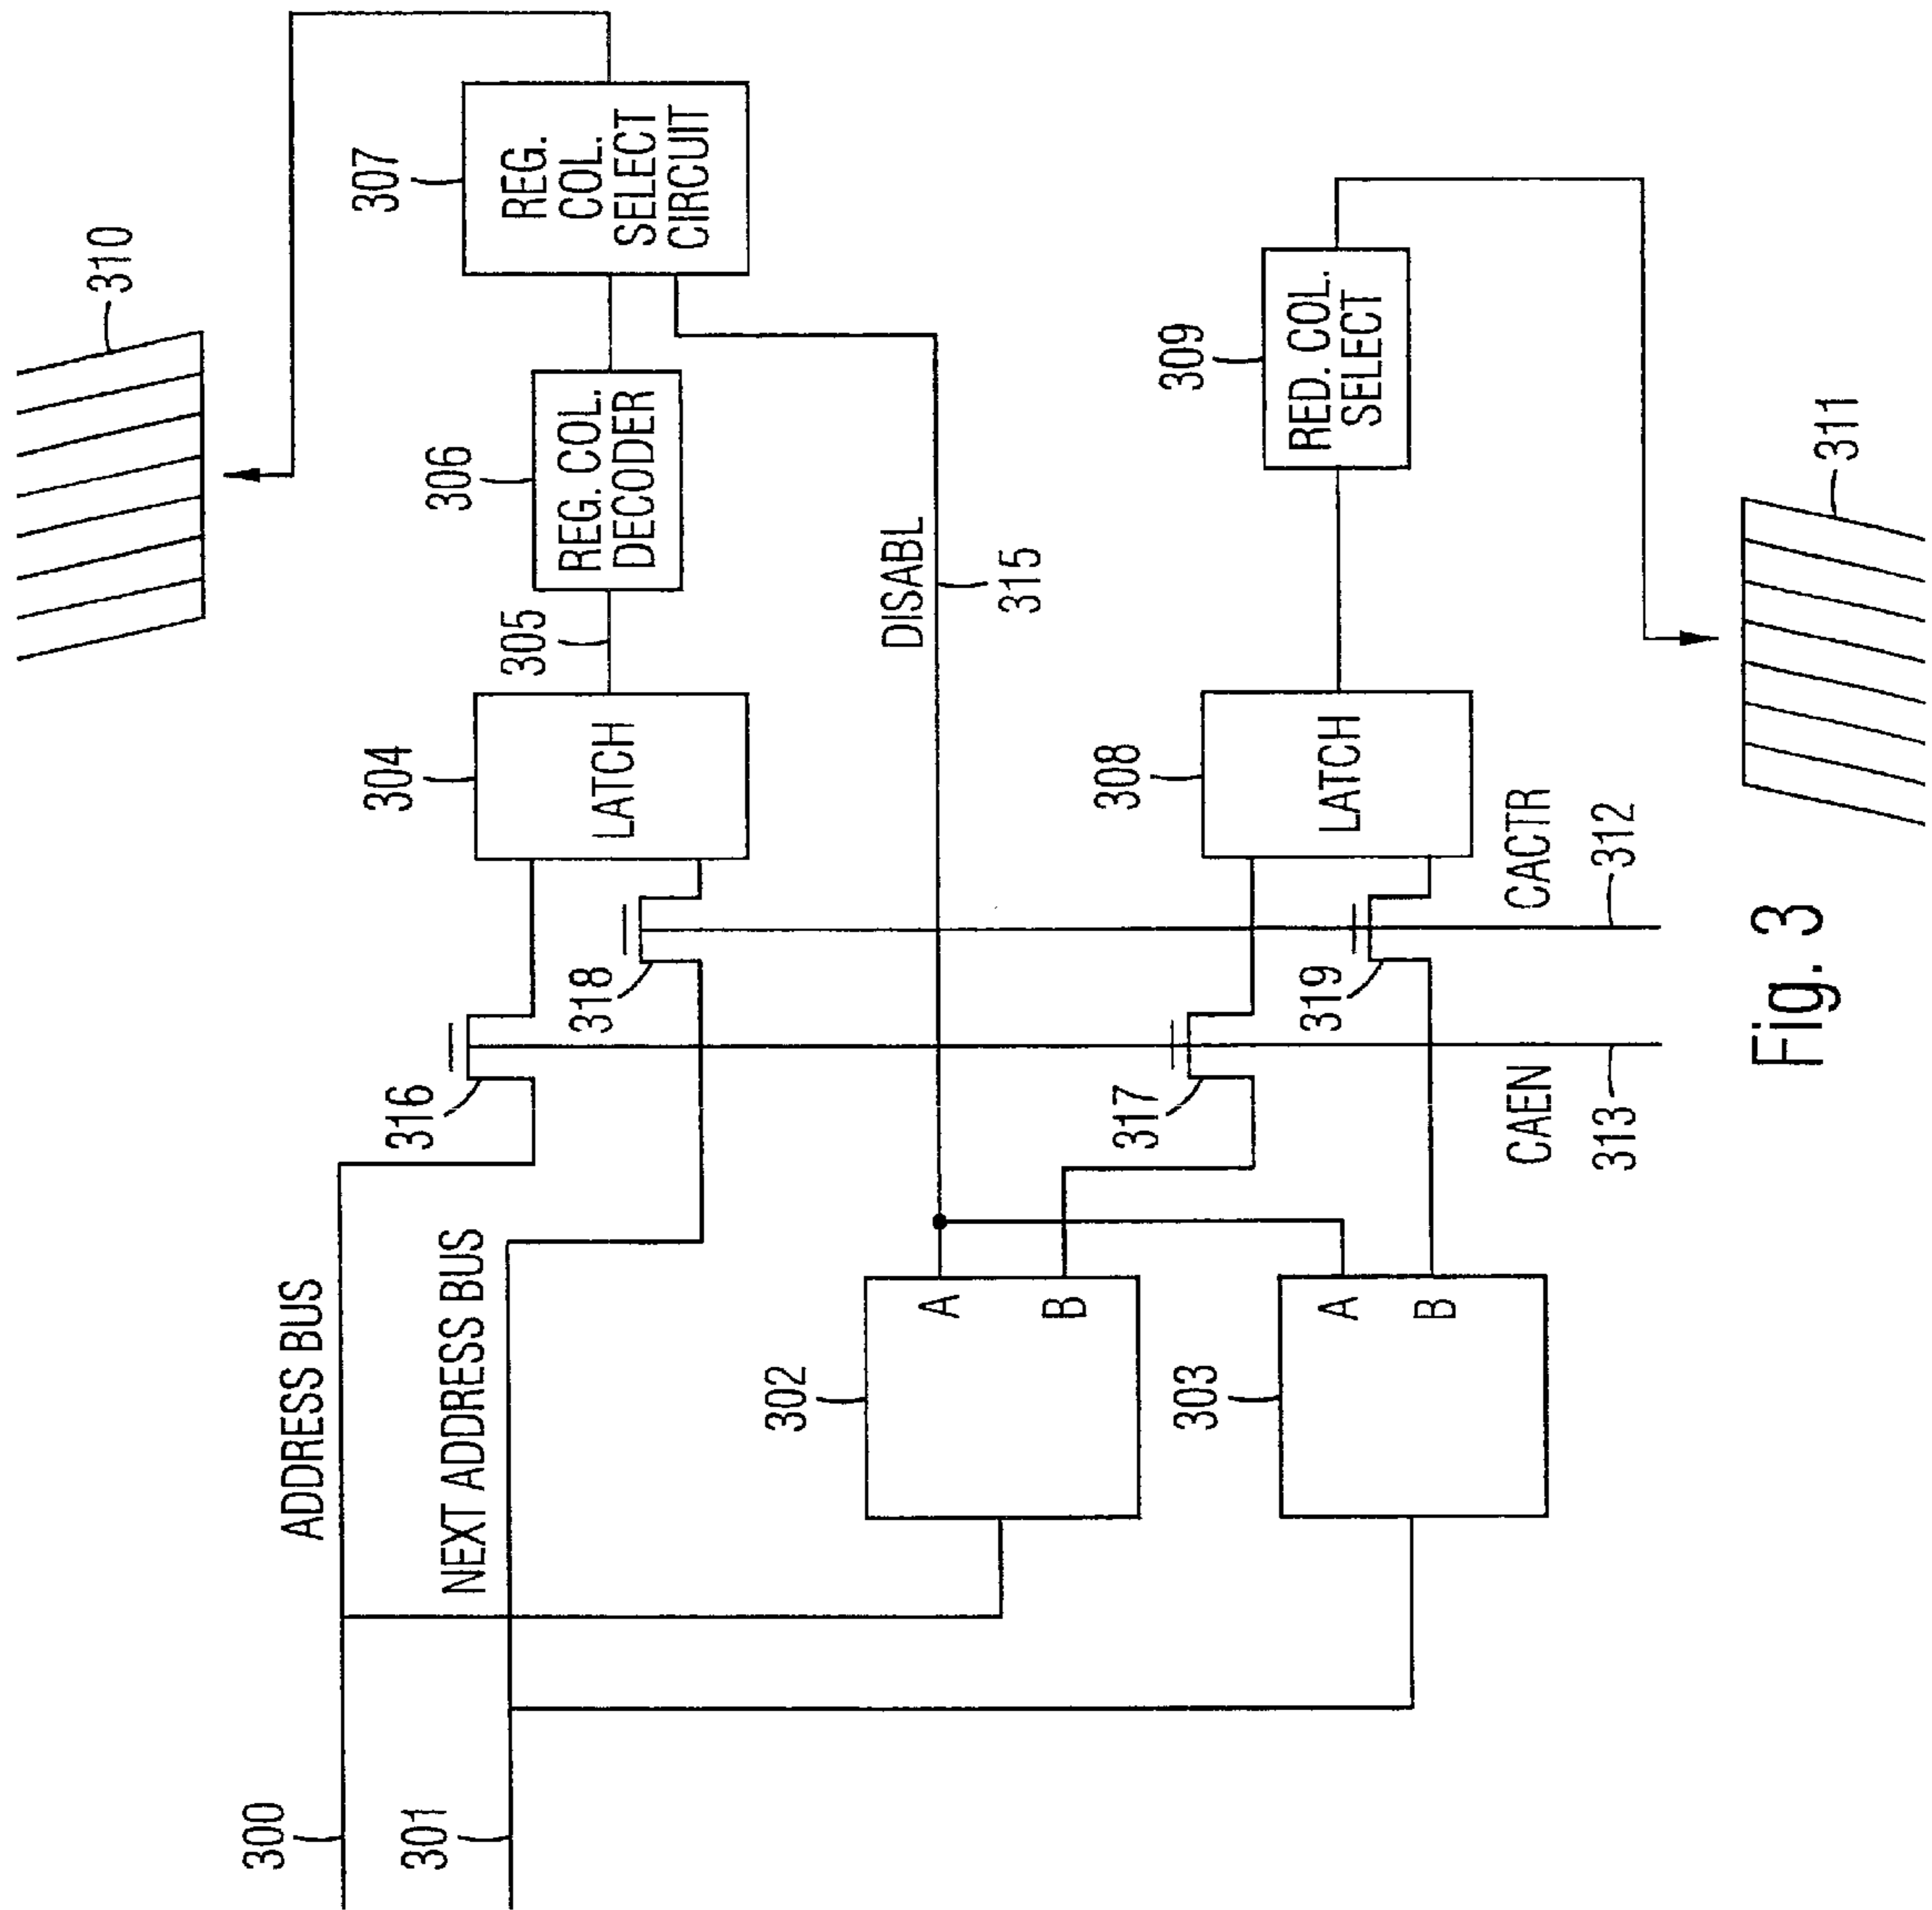 310
307
REG.
COL.
SELECT
CIRCUIT
306
REG. COL.
DECODER
305
304
LATCH
318
316
ADDRESS BUS
NEXT ADDRESS BUS
300
301
DISABL
315
309
RED. COL.
SELECT
311
308
LATCH
319
317
CACTR
312
CAEN
313
302
A
B
303
A
B
Fig. 3